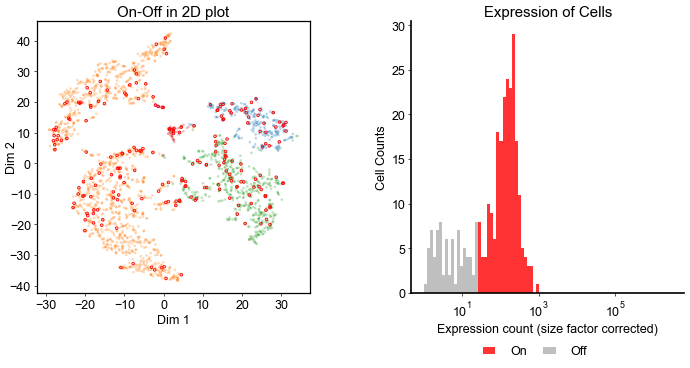 On-Off in 2D plot
40
30
20
10
0
−10
−20
−30
−40
Dim 2
−30 −20 −10 0 10 20 30
Dim 1
Expression of Cells
30
25
20
15
10
5
0
Cell Counts
10^1 10^3 10^5
Expression count (size factor corrected)
On Off